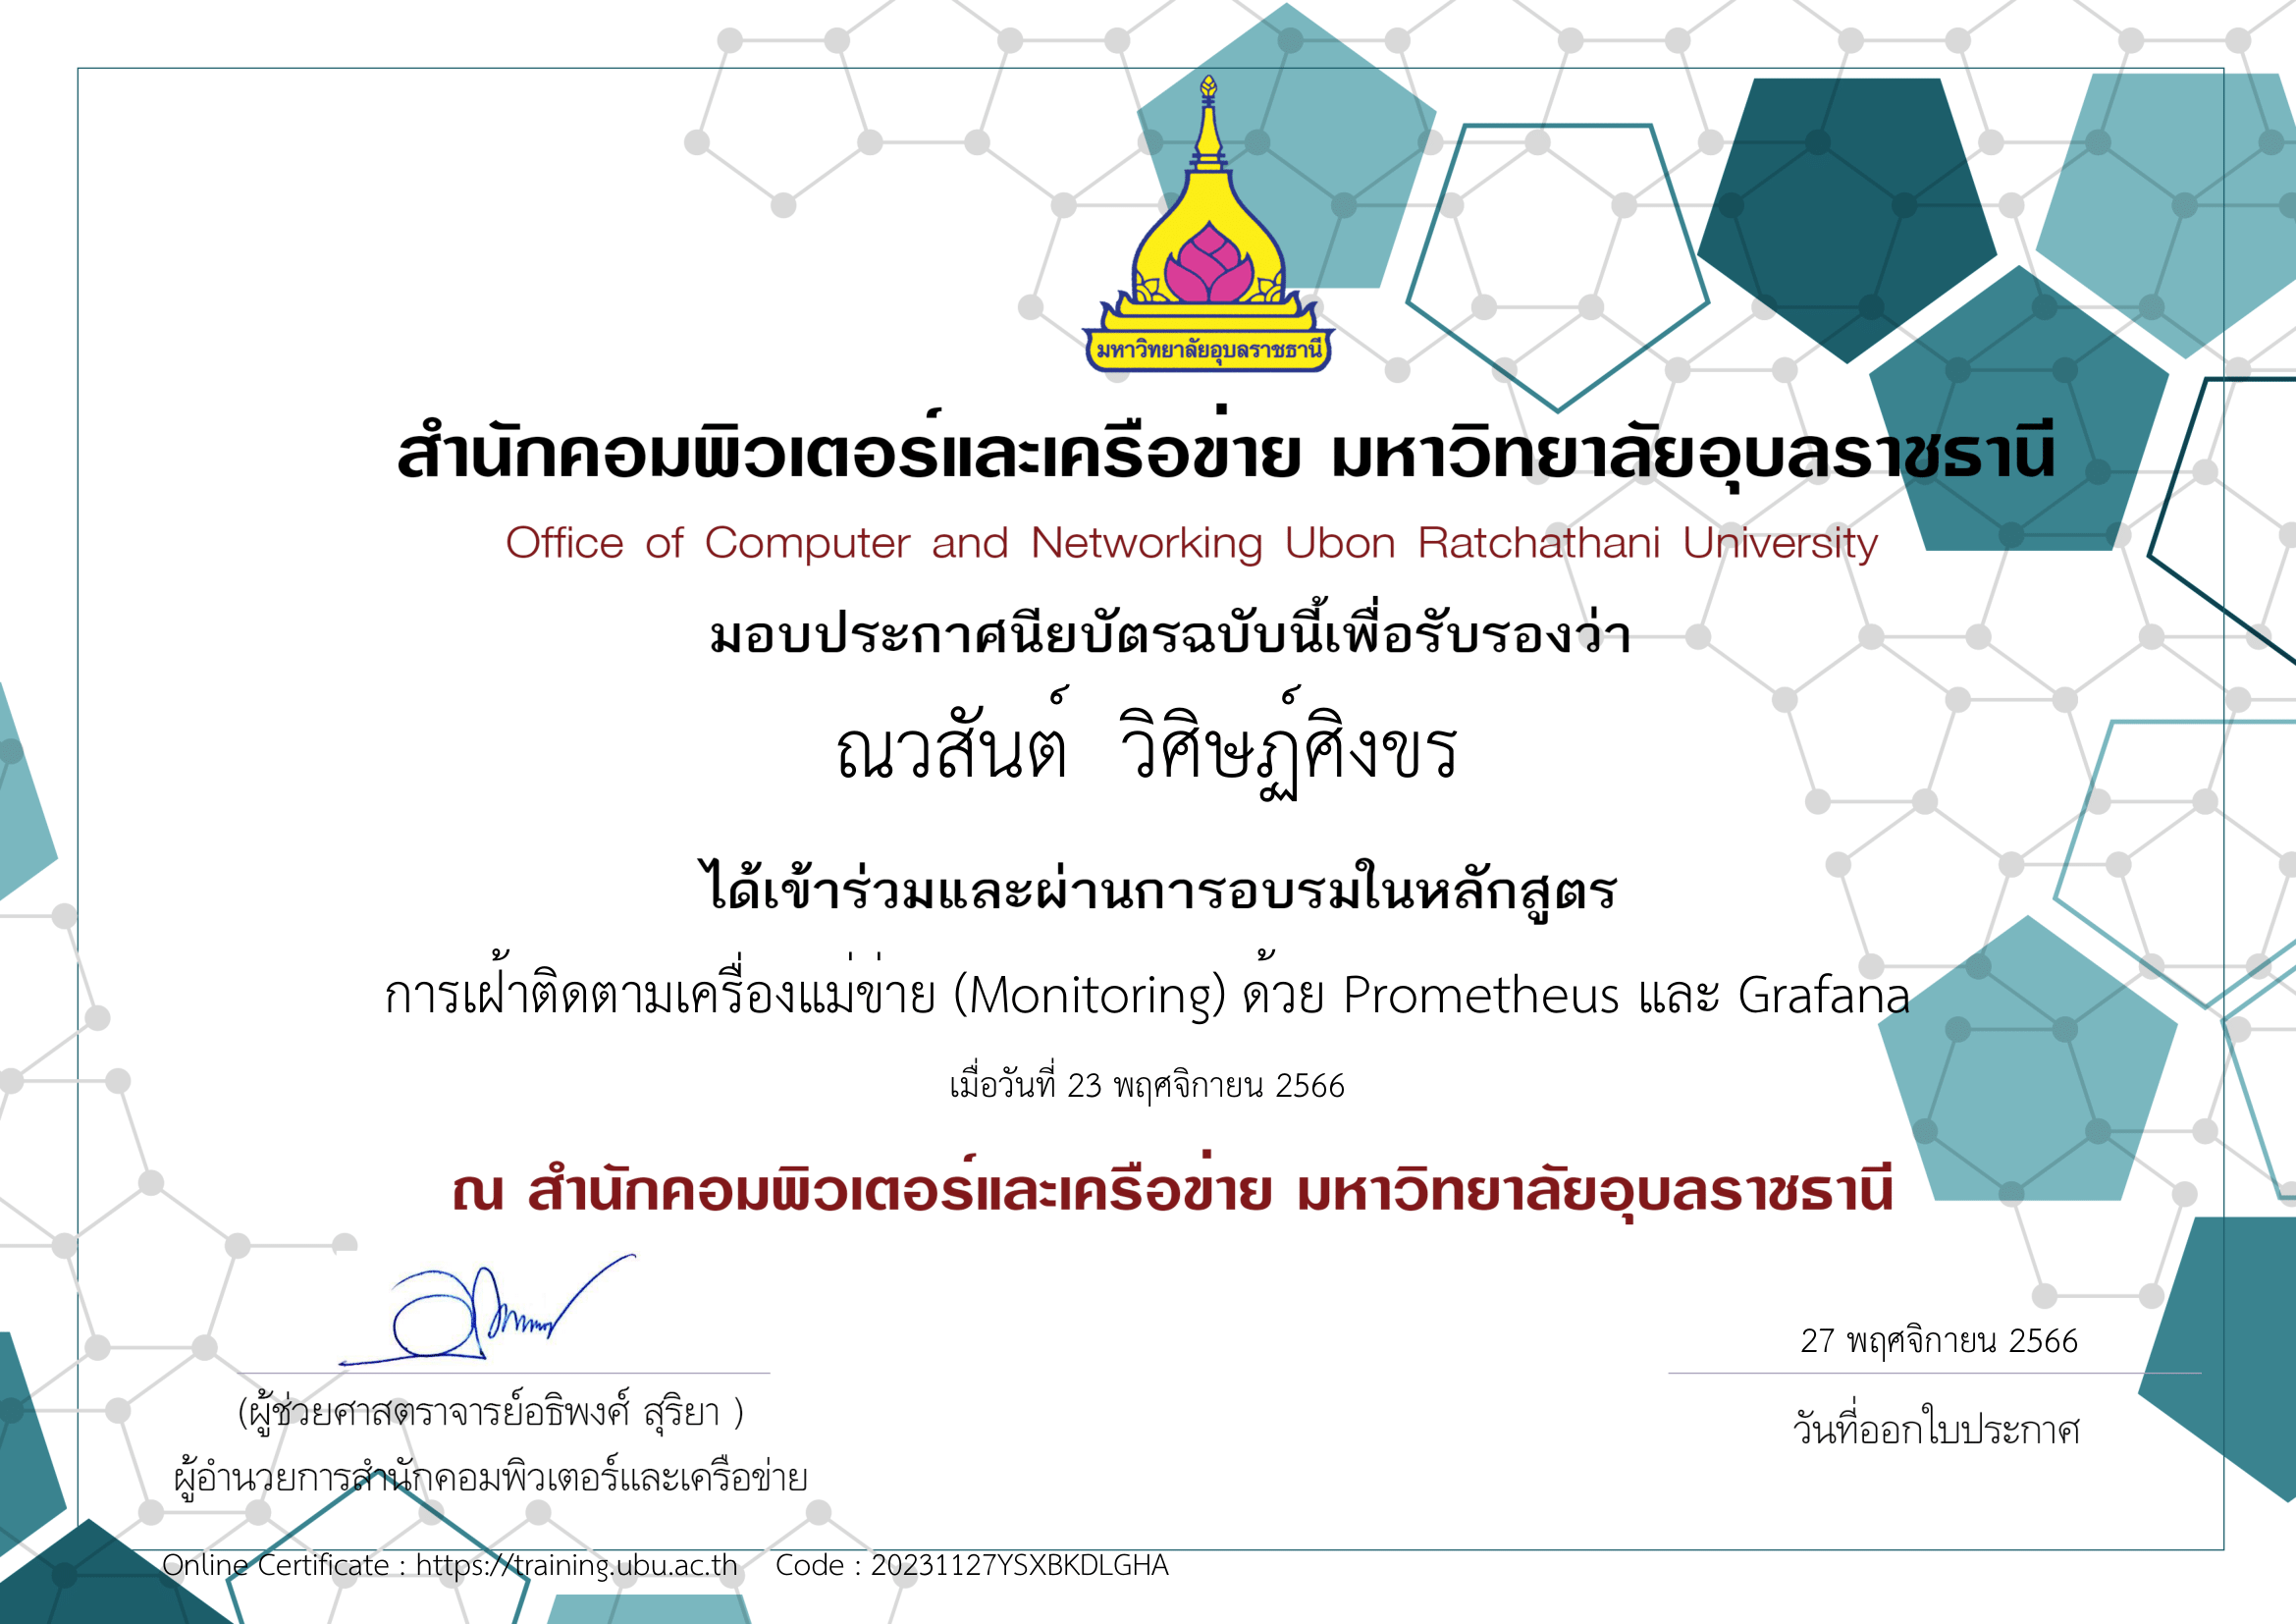 มหาวิทยาลัยอุบลราชธานี
สำนักคอมพิวเตอร์และเครือข่าย มหาวิทยาลัยอุบลราชธานี
Office of Computer and Networking Ubon Ratchathani University
มอบประกาศนียบัตรฉบับนี้เพื่อรับรองว่า
ณวสันต์ วิศิษฏ์ศิงขร
ได้เข้าร่วมและผ่านการอบรมในหลักสูตร
การเฝ้าติดตามเครื่องแม่ข่าย (Monitoring) ด้วย Prometheus และ Grafana
เมื่อวันที่ 23 พฤศจิกายน 2566
ณ สำนักคอมพิวเตอร์และเครือข่าย มหาวิทยาลัยอุบลราชธานี
27 พฤศจิกายน 2566
(ผู้ช่วยศาสตราจารย์อธิพงศ์ สุริยา )
วันที่ออกใบประกาศ
ผู้อำนวยการสำนักคอมพิวเตอร์และเครือข่าย
Online Certificate : https://training.ubu.ac.th Code : 20231127YSXBKDLGHA